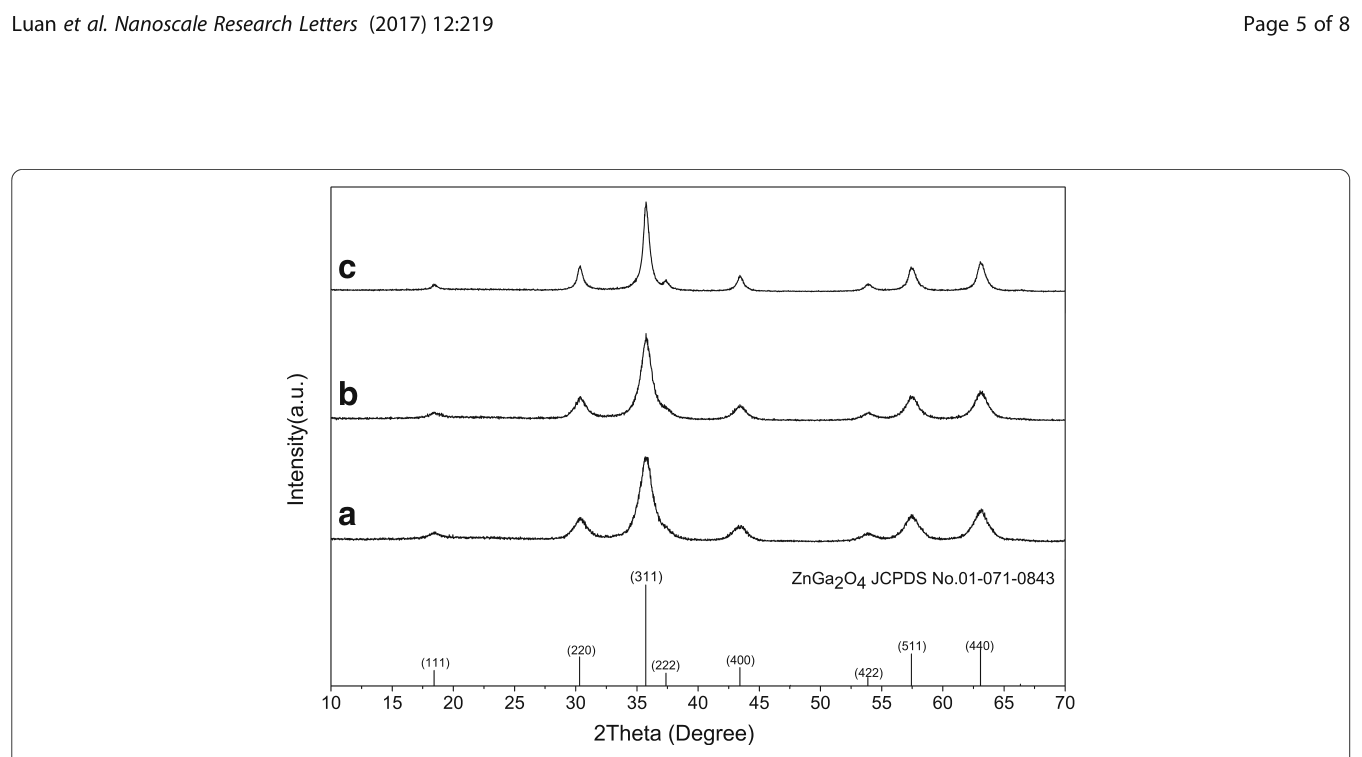 Luan et al. Nanoscale Research Letters (2017) 12:219
Page 5 of 8
c
b
a
Intensity(a.u.)
ZnGa2O4 JCPDS No.01-071-0843
(111)
(220)
(311)
(222)
(400)
(422)
(511)
(440)
10 15 20 25 30 35 40 45 50 55 60 65 70
2Theta (Degree)